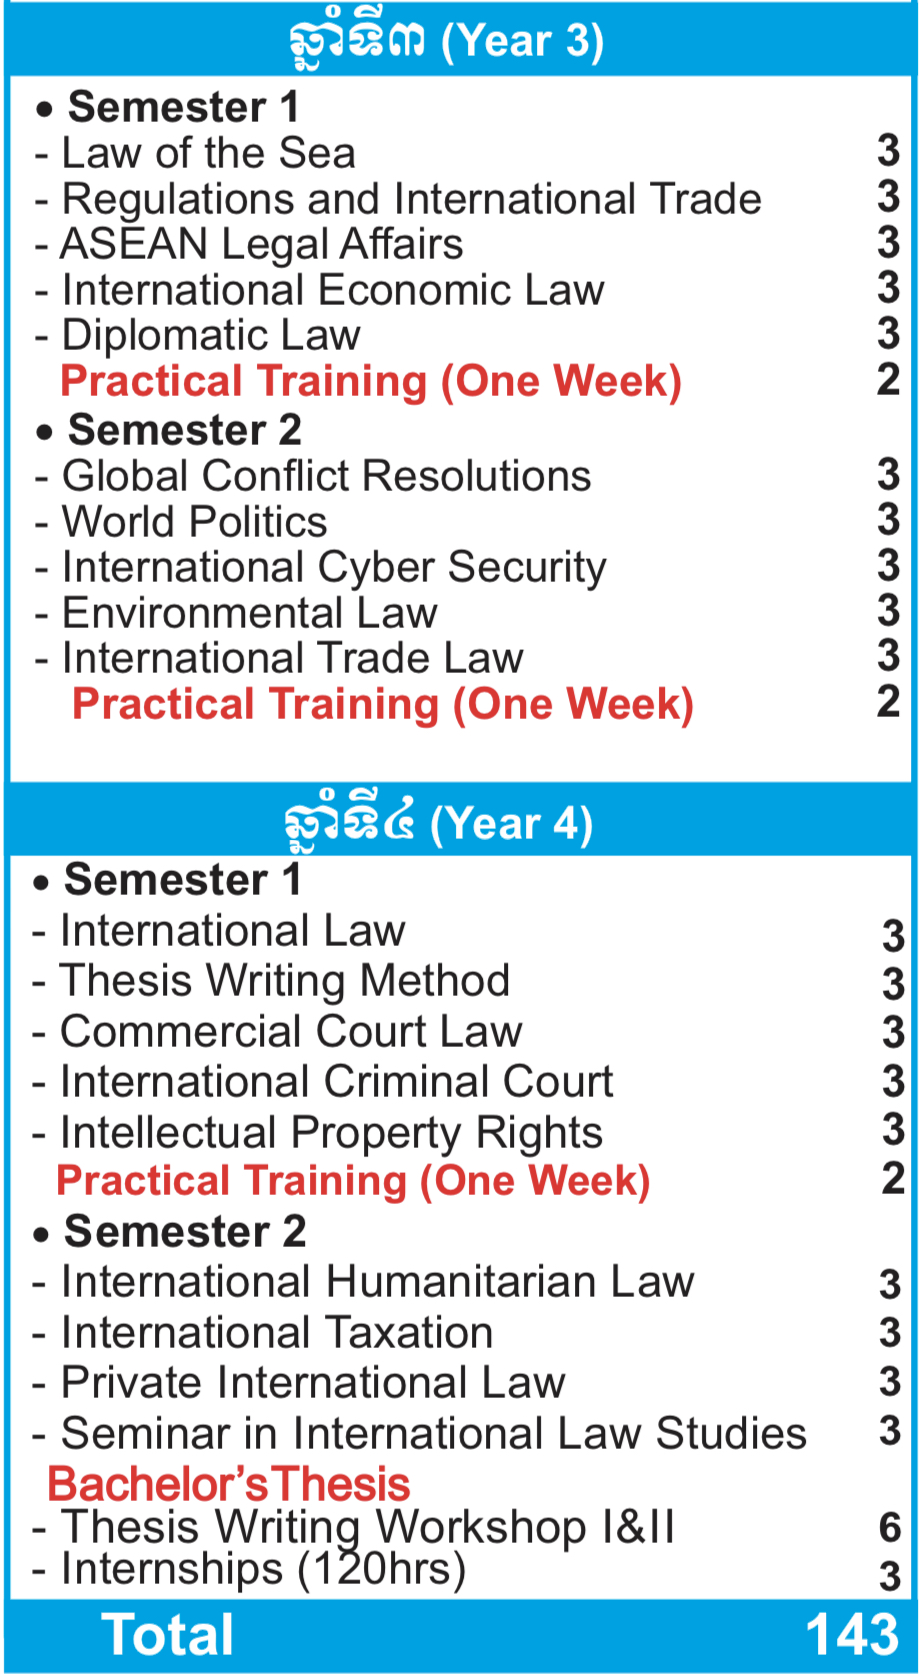 ឆ្នាំទី៣ (Year 3)
• Semester 1
- Law of the Sea 3
- Regulations and International Trade 3
- ASEAN Legal Affairs 3
- International Economic Law 3
- Diplomatic Law 3
Practical Training (One Week) 2
• Semester 2
- Global Conflict Resolutions 3
- World Politics 3
- International Cyber Security 3
- Environmental Law 3
- International Trade Law 3
Practical Training (One Week) 2
ឆ្នាំទី៤ (Year 4)
• Semester 1
- International Law 3
- Thesis Writing Method 3
- Commercial Court Law 3
- International Criminal Court 3
- Intellectual Property Rights 3
Practical Training (One Week) 2
• Semester 2
- International Humanitarian Law 3
- International Taxation 3
- Private International Law 3
- Seminar in International Law Studies 3
Bachelor's Thesis
- Thesis Writing Workshop I&II 6
- Internships (120hrs) 3
Total 143